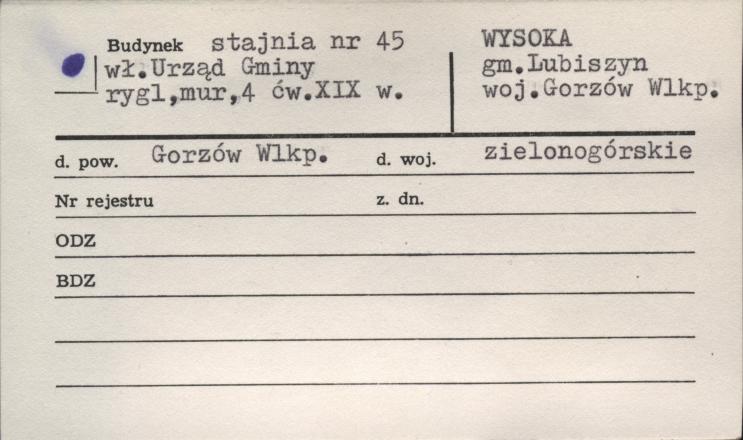 Budynek stajnia nr 45
wł.Urząd Gminy
rygl,mur,4 ćw.XIX w.
WYSOKA
gm.Lubiszyn
woj.Gorzów Wlkp.
d. pow. Gorzów Wlkp. d. woj. zielonogórskie
Nr rejestru z. dn.
ODZ
BDZ